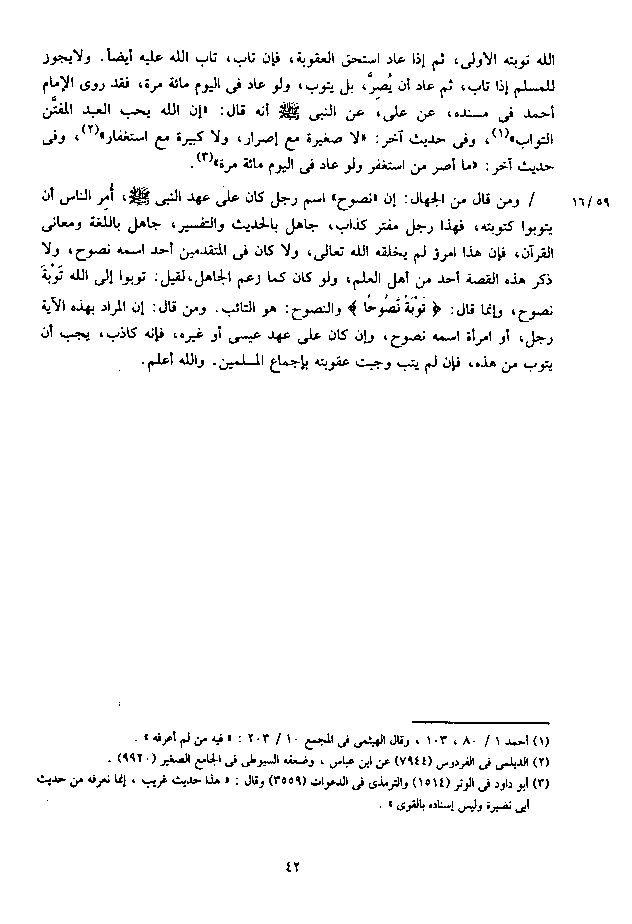 الله توبته الأولى، ثم إذا عاد استحق العقوبة، فإن تاب، تاب الله عليه أيضاً. ولايجوز
للمسلم إذا تاب، ثم عاد أن يُصِرَّ، بل يتوب، ولو عاد فى اليوم مائة مرة، فقد روى الإمام
أحمد فى مسنده، عن على، عن النبى ﷺ أنه قال: «إن الله يحب العبد المفتَّن
التواب»(١)، وفى حديث آخر: «لا صغيرة مع إصرار، ولا كبيرة مع استغفار»(٢)، وفى
حديث آخر: «ما أصر من استغفر ولو عاد فى اليوم مائة مرة»(٣).
١٦/٥٩ / ومن قال من الجهال: إن «نصوح» اسم رجل كان على عهد النبى ﷺ، أُمِر الناس أن
يتوبوا كتوبته، فهذا رجل مفتر كذاب، جاهل بالحديث والتفسير، جاهل باللغة ومعانى
القرآن، فإن هذا امرؤ لم يخلقه الله تعالى، ولا كان فى المتقدمين أحد اسمه نصوح، ولا
ذكر هذه القصة أحد من أهل العلم، ولو كان كما زعم الجاهل،لقيل: توبوا إلى الله تَوْبَةَ
نصوح، وإنما قال: ﴿ تَوْبَةً نَّصُوحًا ﴾ والنصوح: هو التائب. ومن قال: إن المراد بهذه الآية
رجل، أو امرأة اسمه نصوح، وإن كان على عهد عيسى أو غيره، فإنه كاذب، يجب أن
يتوب من هذه، فإن لم يتب وجبت عقوبته بإجماع المسلمين. والله أعلم.
(١) أحمد ١ / ٨٠ ، ١٠٣ ، وقال الهيثمى فى المجمع ١٠ / ٢٠٣ : « فيه من لم أعرفه » .
(٢) الديلمى فى الفردوس (٧٩٤٤) عن ابن عباس ، وضعفه السيوطى فى الجامع الصغير (٩٩٢٠) .
(٣) أبو داود فى الوتر (١٥١٤) والترمذى فى الدعوات (٣٥٥٩) وقال : « هذا حديث غريب ، إنما نعرفه من حديث
أبى نضيرة وليس إسناده بالقوى » .
٤٢